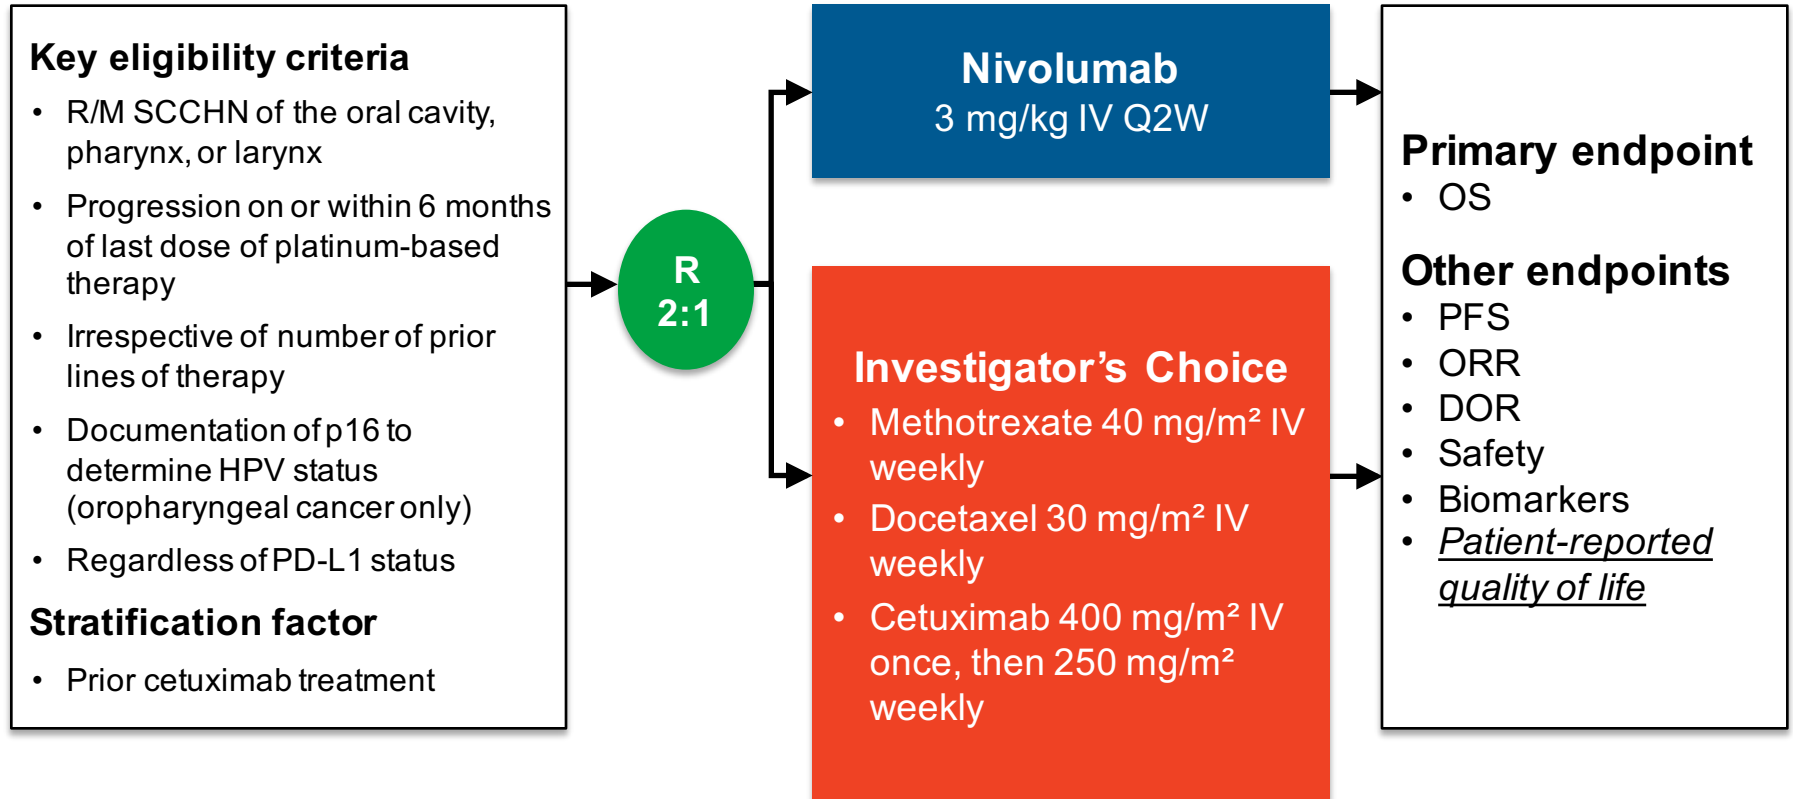 Key eligibility criteria
• R/M SCCHN of the oral cavity,
pharynx, or larynx
• Progression on or within 6 months
of last dose of platinum-based
therapy
• Irrespective of number of prior
lines of therapy
• Documentation of p16 to
determine HPV status
(oropharyngeal cancer only)
• Regardless of PD-L1 status
Stratification factor
• Prior cetuximab treatment
R
2:1
Nivolumab
3 mg/kg IV Q2W
Investigator’s Choice
• Methotrexate 40 mg/m² IV
weekly
• Docetaxel 30 mg/m² IV
weekly
• Cetuximab 400 mg/m² IV
once, then 250 mg/m²
weekly
Primary endpoint
• OS
Other endpoints
• PFS
• ORR
• DOR
• Safety
• Biomarkers
• Patient-reported
quality of life